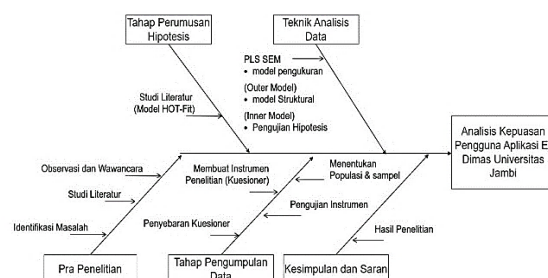 Tahap Perumusan
Hipotesis
Teknik Analisis
Data
PLS SEM
• model pengukuran
(Outer Model)
• model Struktural
(Inner Model)
• Pengujian Hipotesis
Studi Literatur
(Model HOT-Fit)
Analisis Kepuasan
Pengguna Aplikasi E
Dimas Universitas
Jambi
Observasi dan Wawancara
Studi Literatur
Identifikasi Masalah
Membuat Instrumen
Penelitian (Kuesioner)
Penyebaran Kuesioner
Menentukan
Populasi & sampel
Pengujian Instrumen
Hasil Penelitian
Pra Penelitian
Tahap Pengumpulan
Data
Kesimpulan dan Saran